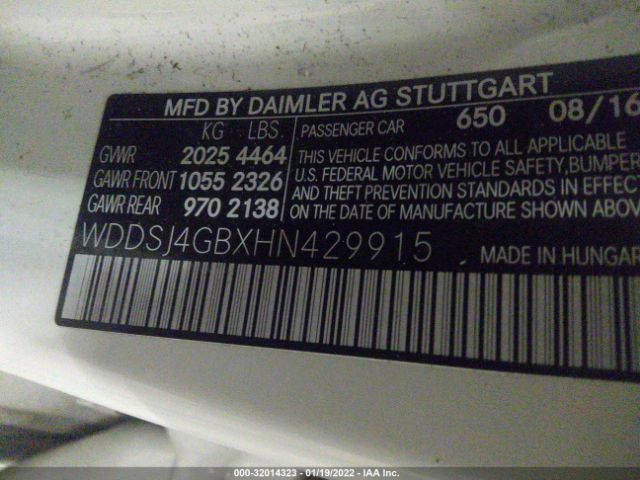 MFD BY DAIMLER AG STUTTGART
KG LBS. PASSENGER CAR 650 08/16
GVWR 2025 4464
GAWR FRONT 1055 2326
GAWR REAR 970 2138
THIS VEHICLE CONFORMS TO ALL APPLICABLE
U.S. FEDERAL MOTOR VEHICLE SAFETY, BUMPER
AND THEFT PREVENTION STANDARDS IN EFFECT
ON THE DATE OF MANUFACTURE SHOWN ABOVE
WDDSJ4GBXHN429915 MADE IN HUNGAR
000-32014323 - 01/19/2022 - IAA Inc.